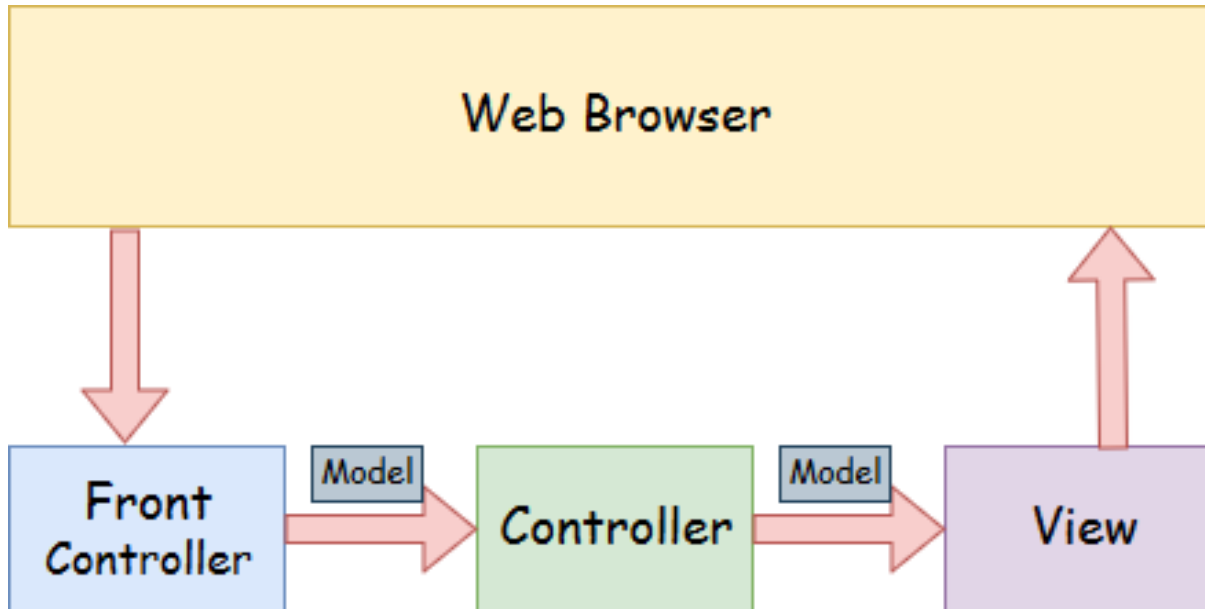 Web Browser
Front
Controller
Model
Controller
Model
View